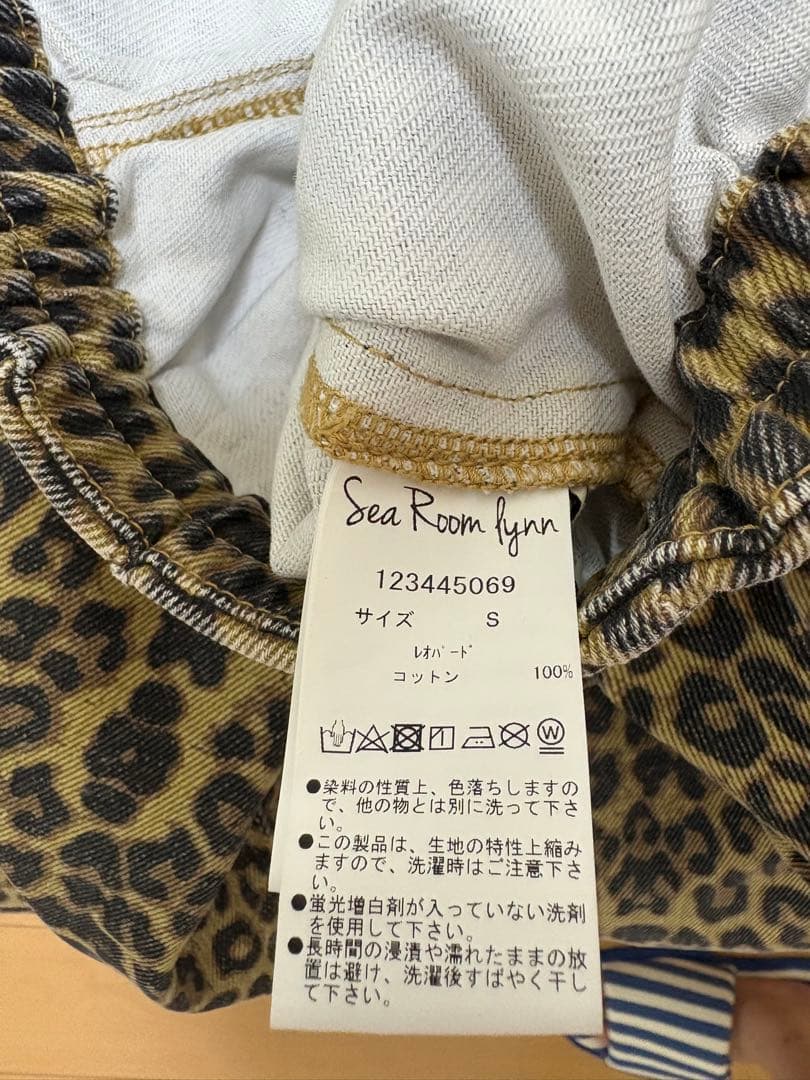 Sea Room lynn
123445069
サイズ S
ﾚｵﾊﾟｰﾄﾞ
コットン 100%
W
●染料の性質上、色落ちしますの
で、他の物とは別に洗って下さ
い。
●この製品は、生地の特性上縮み
ますので、洗濯時はご注意下さ
い。
●蛍光増白剤が入っていない洗剤
を使用して下さい。
●長時間の浸漬や濡れたままの放
置は避け、洗濯後すばやく干し
て下さい。